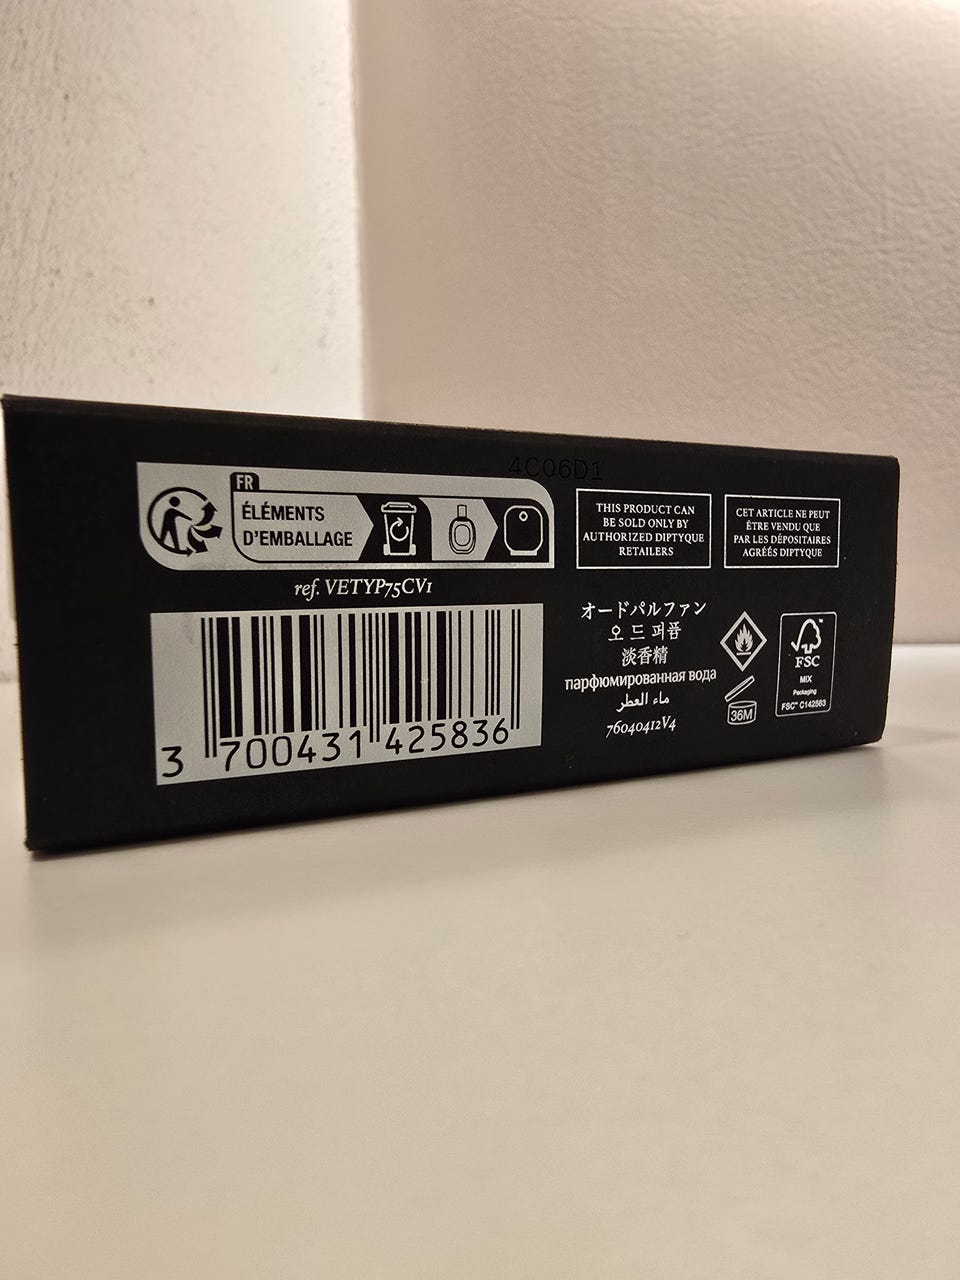 4C06D1
FR
ÉLÉMENTS
D'EMBALLAGE
ref. VETYP75CV1
3 700431 425836
THIS PRODUCT CAN
BE SOLD ONLY BY
AUTHORIZED DIPTYQUE
RETAILERS
CET ARTICLE NE PEUT
ÊTRE VENDU QUE
PAR LES DÉPOSITAIRES
AGRÉÉS DIPTYQUE
オードパルファン
오 드 퍼퓸
淡香精
парфюмированная вода
ماء العطر
76040412V4
36M
FSC
MIX
Packaging
FSC™ C142563